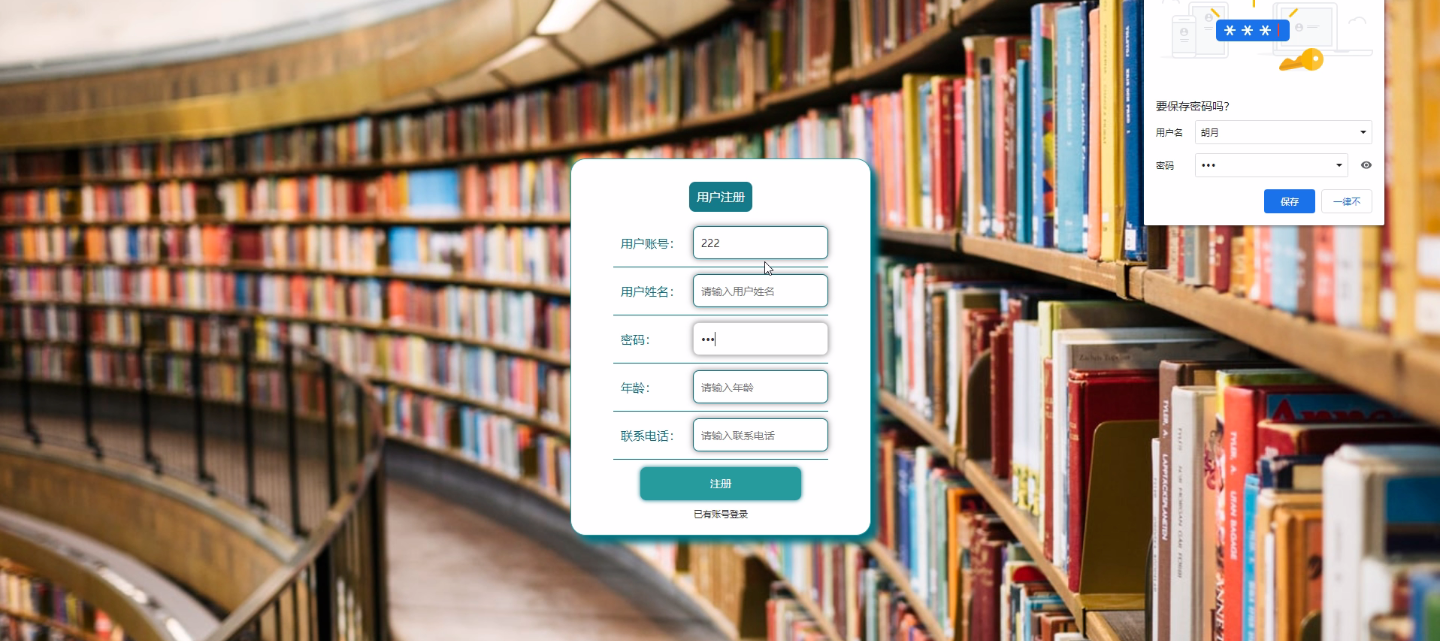 用户注册
用户账号：
222
用户姓名：
请输入用户姓名
密码：
•••
年龄：
请输入年龄
联系电话：
请输入联系电话
注册
已有账号登录
***
要保存密码吗？
用户名
胡月
密码
•••
保存
一律不